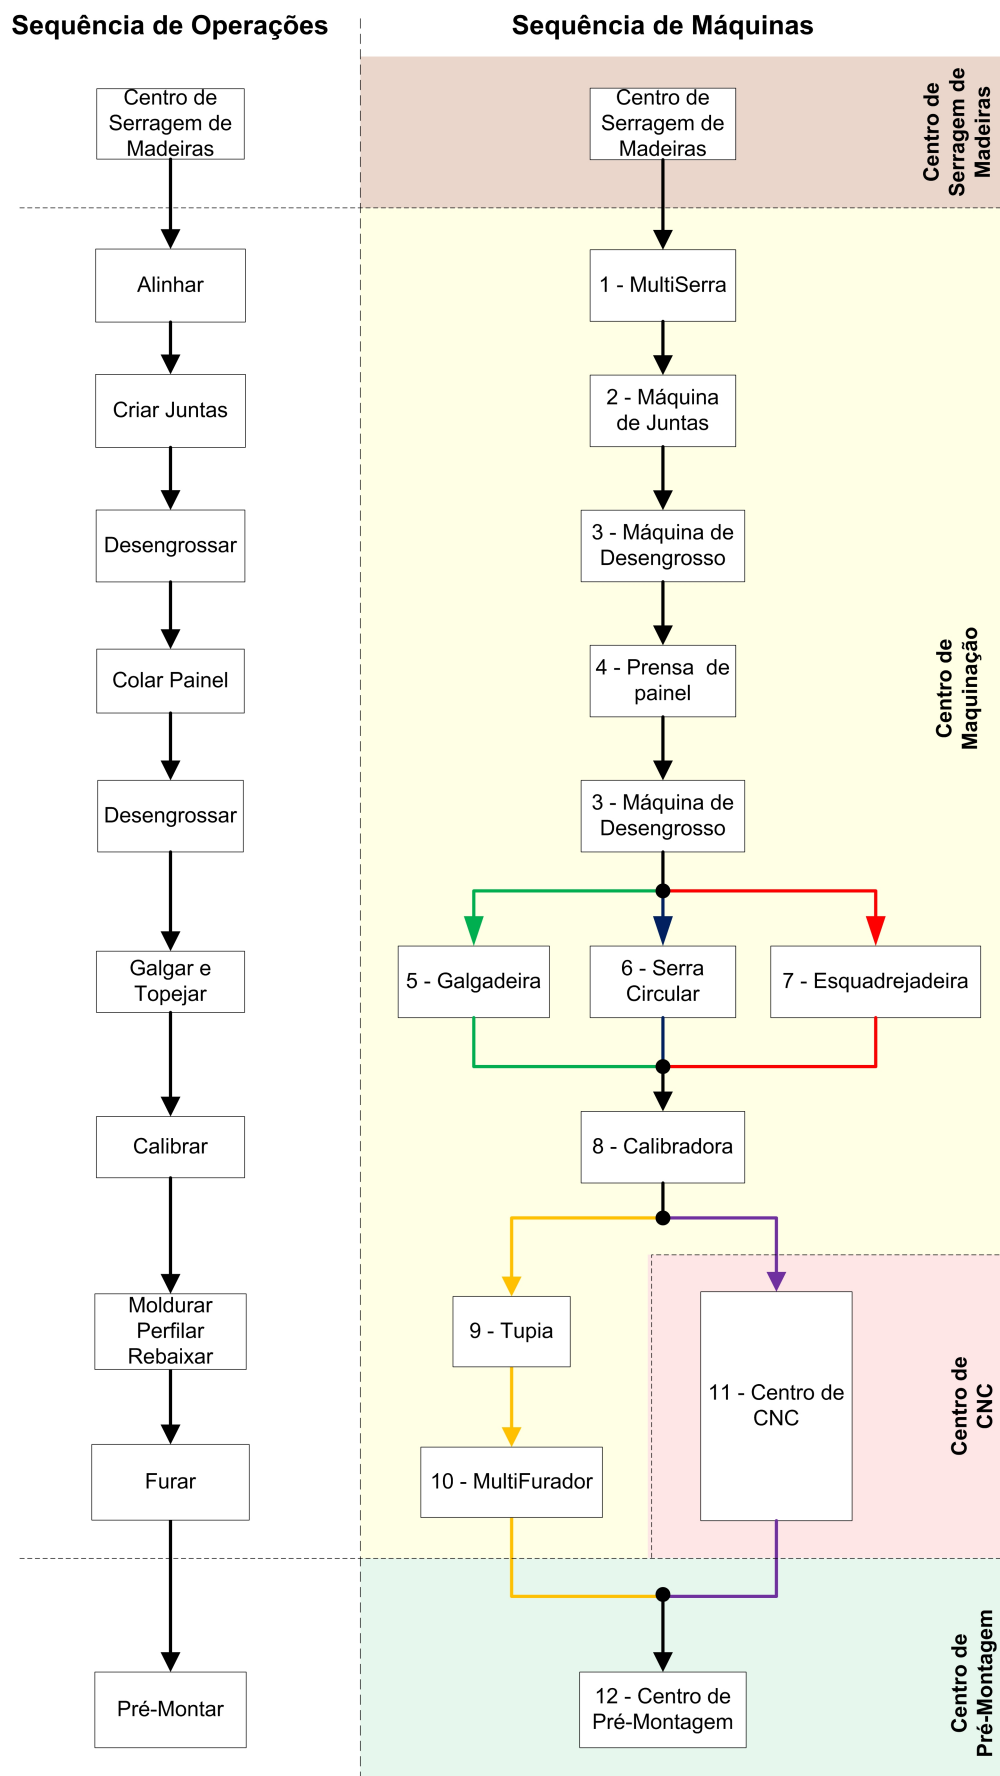 Sequência de Operações
Sequência de Máquinas
Centro de
Serragem de
Madeiras
Centro de
Serragem de
Madeiras
Centro de
Serragem de
Madeiras
Alinhar
1 - MultiSerra
Criar Juntas
2 - Máquina
de Juntas
Desengrossar
3 - Máquina de
Desengrosso
Colar Painel
4 - Prensa de
painel
Centro de
Maquinação
Desengrossar
3 - Máquina de
Desengrosso
Galgar e
Topejar
5 - Galgadeira
6 - Serra
Circular
7 - Esquadrejadeira
Calibrar
8 - Calibradora
Moldurar
Perfilar
Rebaixar
9 - Tupia
11 - Centro de
CNC
Centro de
CNC
Furar
10 - MultiFurador
Pré-Montar
12 - Centro de
Pré-Montagem
Centro de
Pré-Montagem